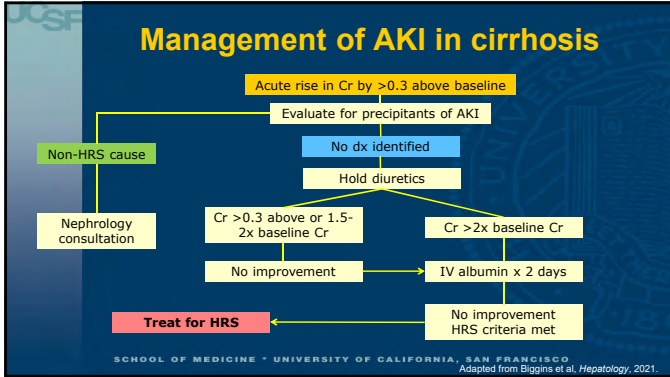 UCSF
Management of AKI in cirrhosis
Acute rise in Cr by >0.3 above baseline
Evaluate for precipitants of AKI
Non-HRS cause
No dx identified
Hold diuretics
Nephrology
consultation
Cr >0.3 above or 1.5-
2x baseline Cr
Cr >2x baseline Cr
No improvement
IV albumin x 2 days
No improvement
HRS criteria met
Treat for HRS
SCHOOL OF MEDICINE • UNIVERSITY OF CALIFORNIA, SAN FRANCISCO
Adapted from Biggins et al, Hepatology, 2021.